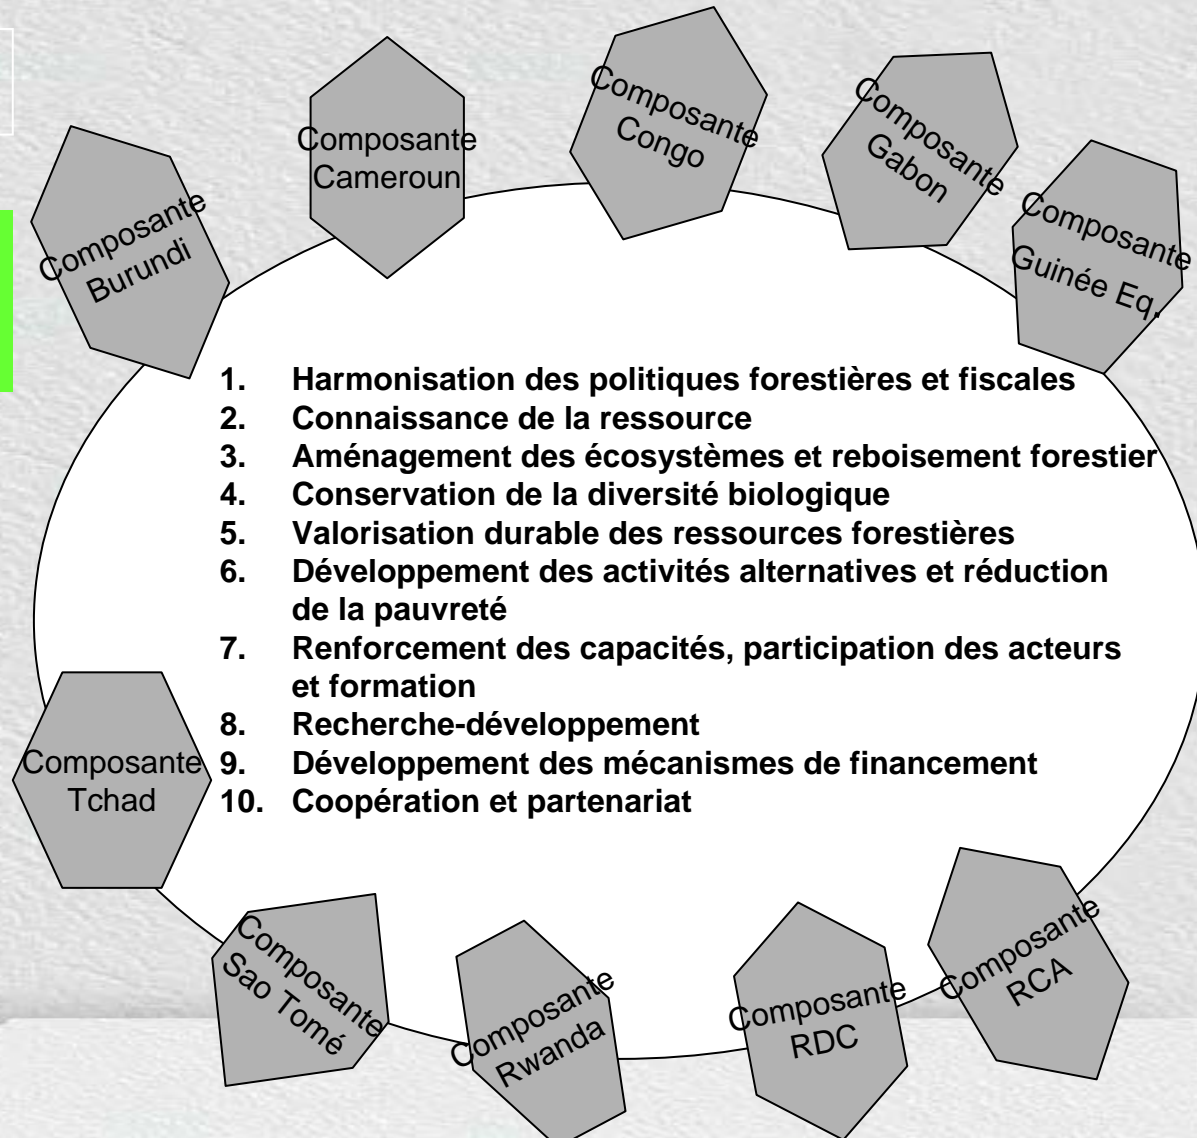 Composante
Cameroun
Composante
Congo
Composante
Gabon
Composante
Guinée Eq.
Composante
Burundi
1. Harmonisation des politiques forestières et fiscales
2. Connaissance de la ressource
3. Aménagement des écosystèmes et reboisement forestier
4. Conservation de la diversité biologique
5. Valorisation durable des ressources forestières
6. Développement des activités alternatives et réduction
de la pauvreté
7. Renforcement des capacités, participation des acteurs
et formation
8. Recherche-développement
9. Développement des mécanismes de financement
10. Coopération et partenariat
Composante
Tchad
Composante
Sao Tomé
Composante
Rwanda
Composante
RDC
Composante
RCA